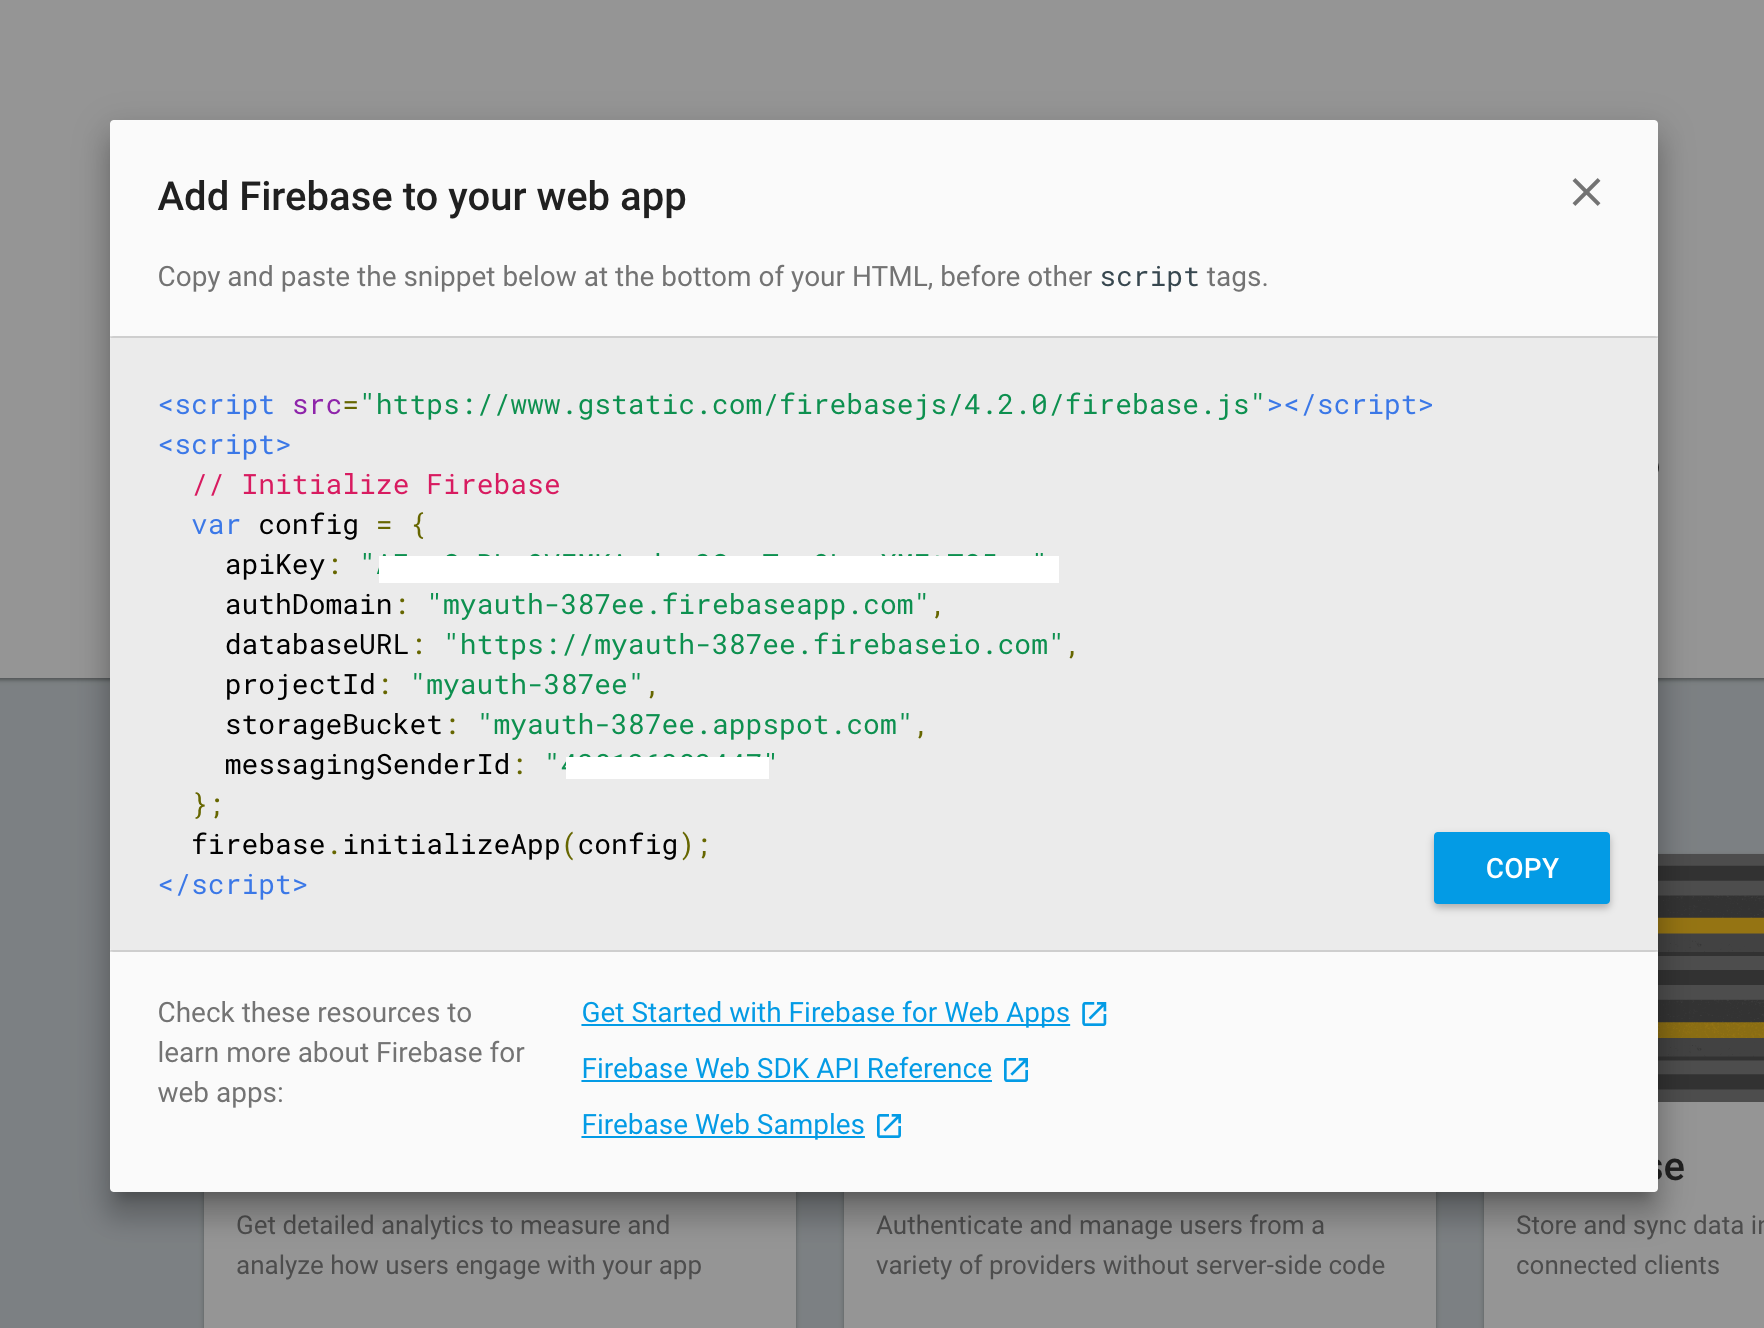 Add Firebase to your web app
Copy and paste the snippet below at the bottom of your HTML, before other script tags.
<script src="https://www.gstatic.com/firebasejs/4.2.0/firebase.js"></script>
<script>
// Initialize Firebase
var config = {
apiKey: "
authDomain: "myauth-387ee.firebaseapp.com",
databaseURL: "https://myauth-387ee.firebaseio.com",
projectId: "myauth-387ee",
storageBucket: "myauth-387ee.appspot.com",
messagingSenderId: "
};
firebase.initializeApp(config);
</script>
COPY
Check these resources to
learn more about Firebase for
web apps:
Get Started with Firebase for Web Apps
Firebase Web SDK API Reference
Firebase Web Samples
Get detailed analytics to measure and
analyze how users engage with your app
Authenticate and manage users from a
variety of providers without server-side code
Store and sync data
connected clients